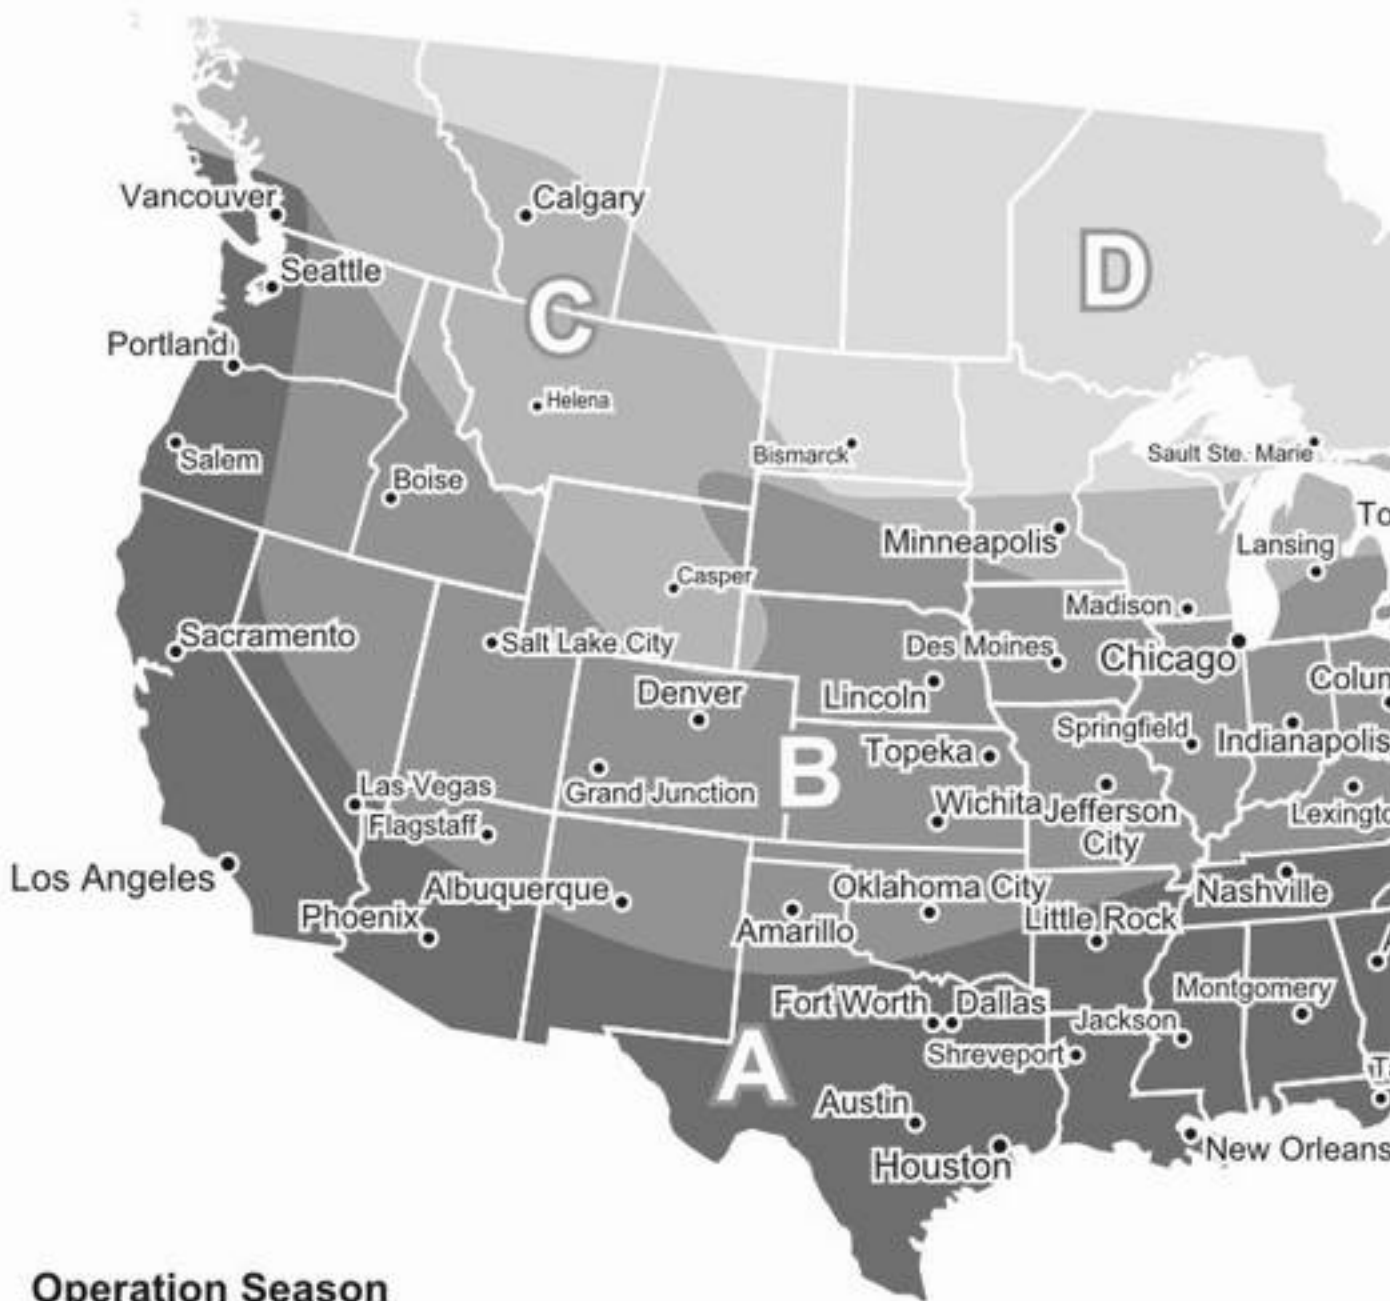 Vancouver
Calgary
D
Seattle
C
Portland
Helena
Bismarck
Sault Ste. Marie
Salem
Boise
To
Minneapolis
Lansing
Casper
Madison
Sacramento
Salt Lake City
Des Moines
Chicago
Denver
Lincoln
Colum
Springfield
Indianapolis
Topeka
B
Las Vegas
Grand Junction
Wichita
Jefferson
City
Lexingto
Flagstaff
Los Angeles
Albuquerque
Oklahoma City
Nashville
Phoenix
Amarillo
Little Rock
A
Montgomery
Fort Worth
Dallas
Jackson
Shreveport
A
T
Austin
New Orleans
Houston
Operation Season